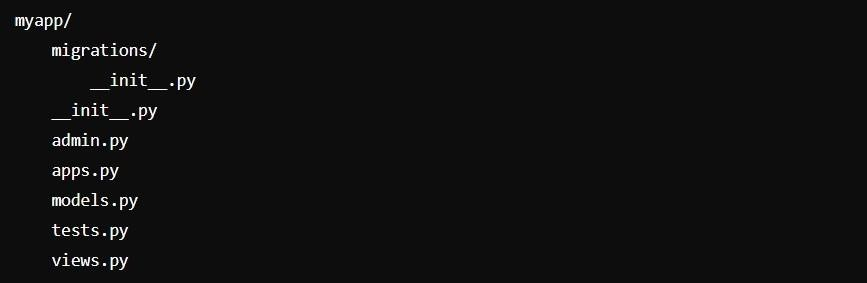 myapp/
    migrations/
        __init__.py
    __init__.py
    admin.py
    apps.py
    models.py
    tests.py
    views.py